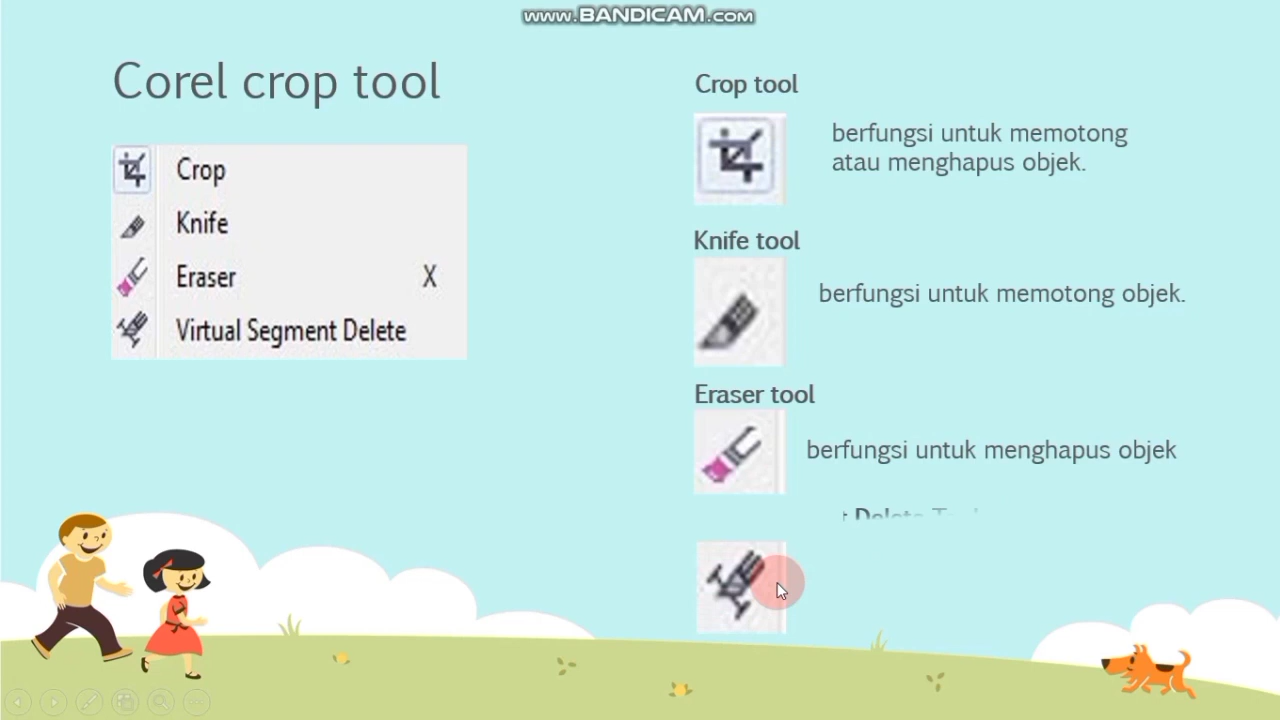 www.BANDICAM.com
Corel crop tool
Crop
Knife
Eraser X
Virtual Segment Delete
Crop tool
berfungsi untuk memotong
atau menghapus objek.
Knife tool
berfungsi untuk memotong objek.
Eraser tool
berfungsi untuk menghapus objek
Delete